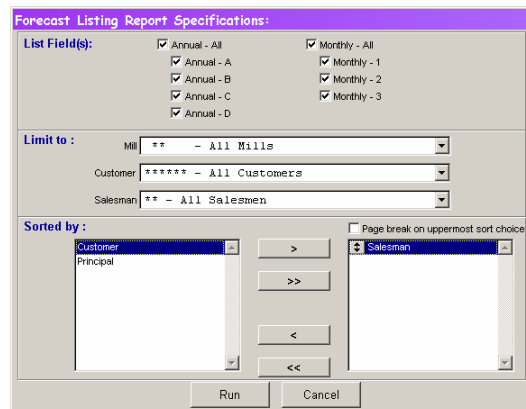 Forecast Listing Report Specifications:
List Field(s):
Annual - All
Monthly - All
Annual - A
Monthly - 1
Annual - B
Monthly - 2
Annual - C
Monthly - 3
Annual - D
Limit to :
Mill ** - All Mills
Customer ****** - All Customers
Salesman ** - All Salesmen
Sorted by :
Page break on uppermost sort choice
Customer
Principal
>
>>
<
<<
Salesman
Run
Cancel